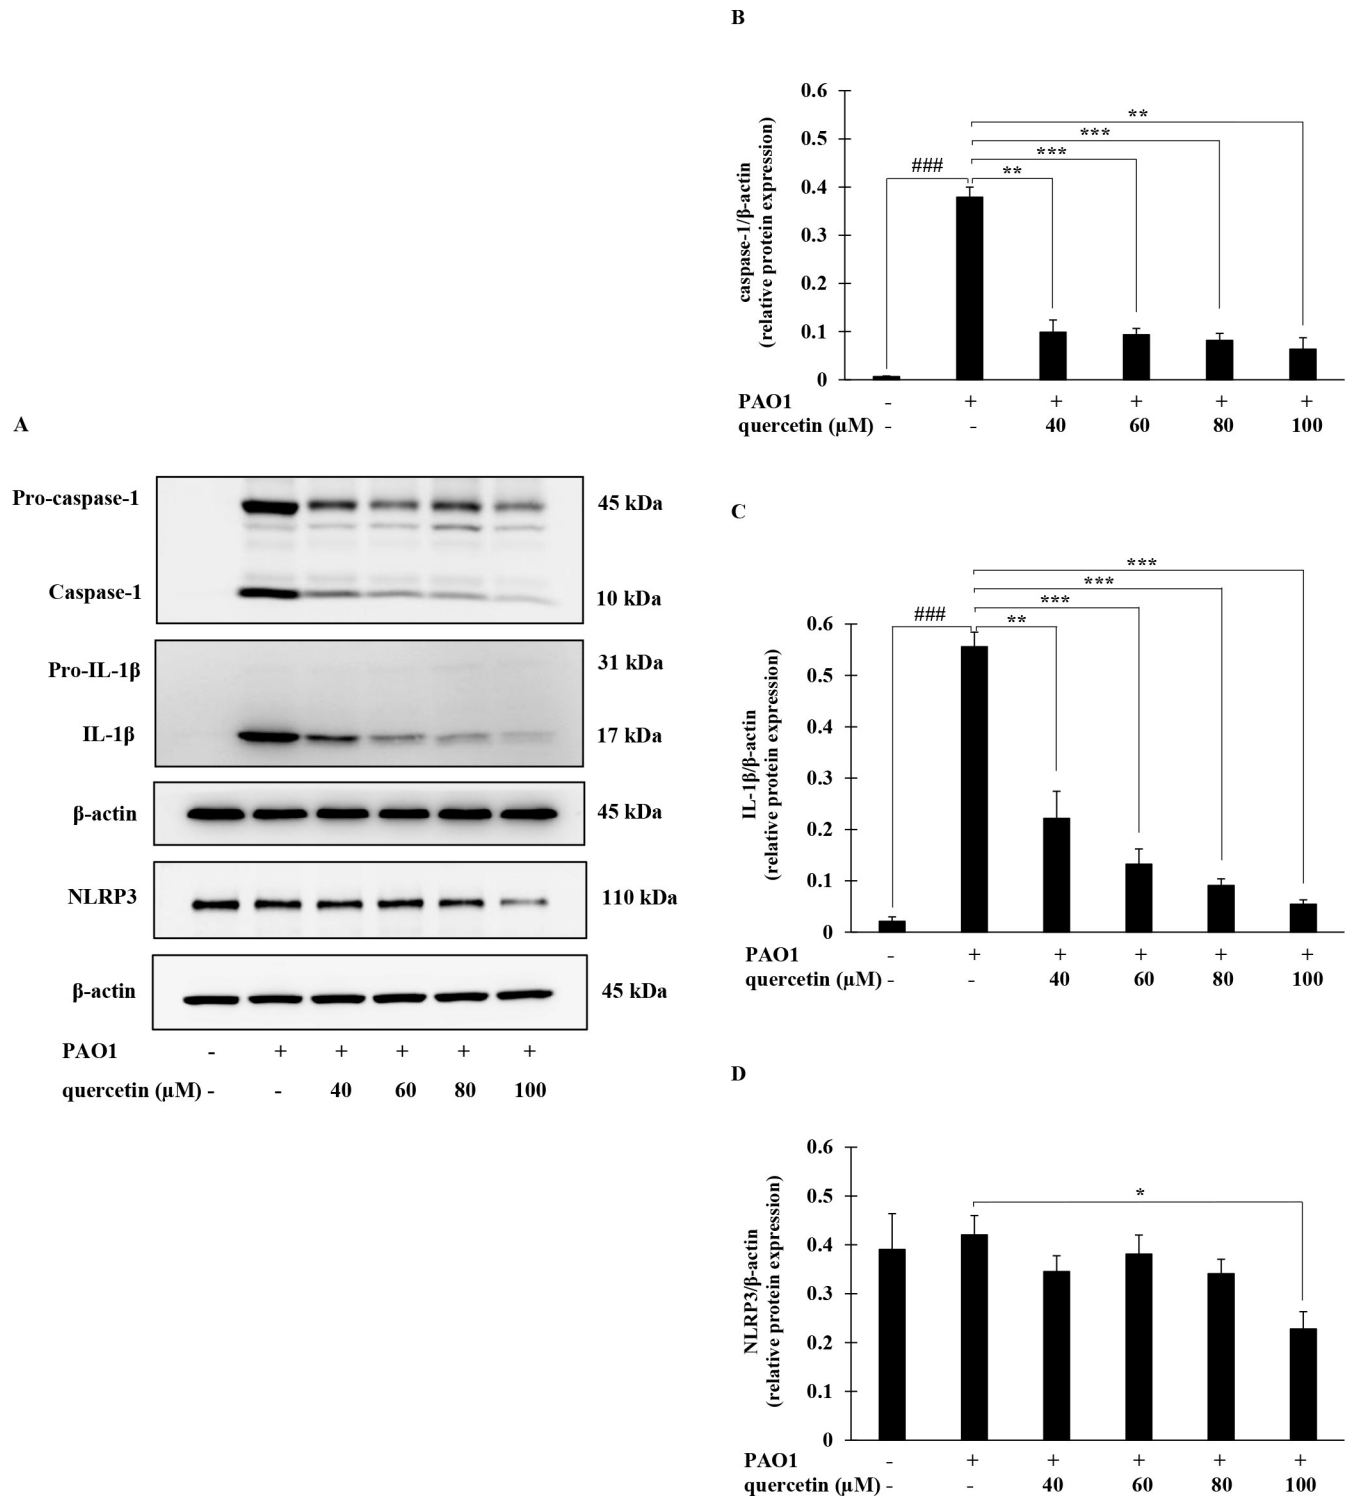 A
Pro-caspase-1
45 kDa
Caspase-1
10 kDa
Pro-IL-1β
31 kDa
IL-1β
17 kDa
β-actin
45 kDa
NLRP3
110 kDa
β-actin
45 kDa
PAO1 - + + + + +
quercetin (µM) - - 40 60 80 100
B
caspase-1/β-actin
(relative protein expression)
0.6
0.5
0.4
0.3
0.2
0.1
0
**
***
***
**
###
PAO1 - + + + + +
quercetin (µM) - - 40 60 80 100
C
IL-1β/β-actin
(relative protein expression)
0.6
0.5
0.4
0.3
0.2
0.1
0
***
***
***
**
###
PAO1 - + + + + +
quercetin (µM) - - 40 60 80 100
D
NLRP3/β-actin
(relative protein expression)
0.6
0.5
0.4
0.3
0.2
0.1
0
*
PAO1 - + + + + +
quercetin (µM) - - 40 60 80 100